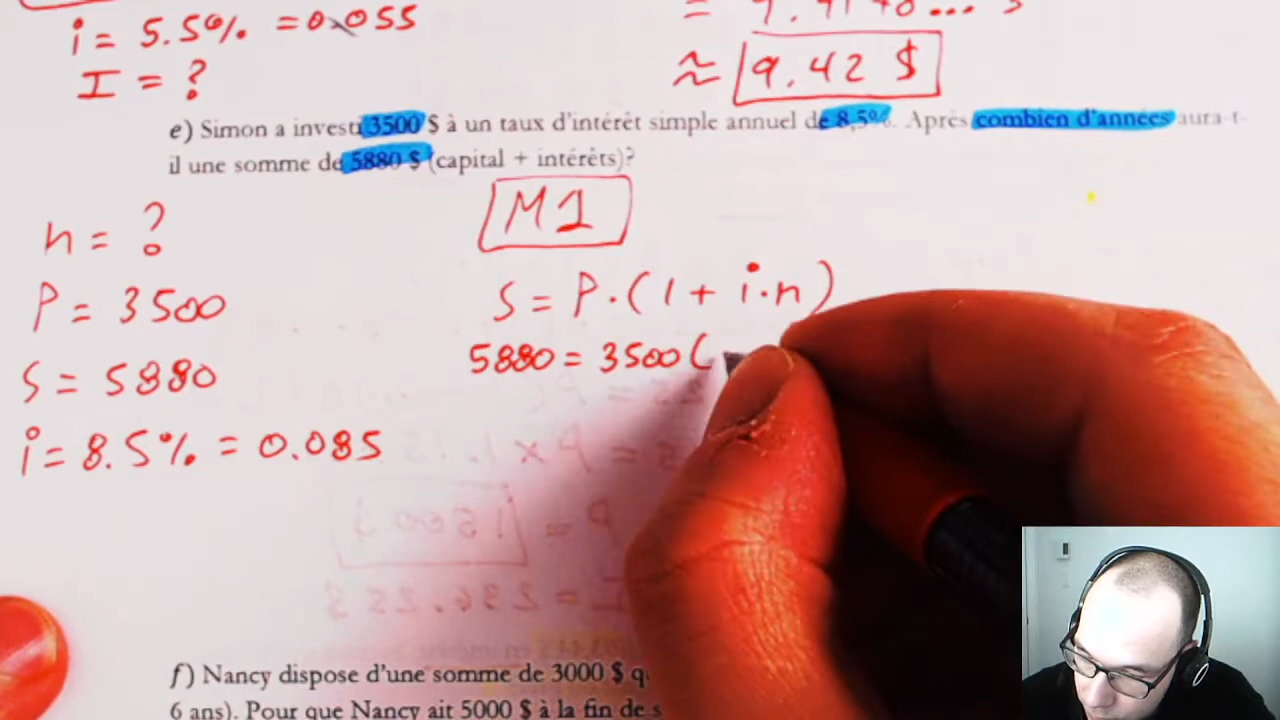 i = 5.5% = 0.055
I = ?
≈ 9.42 $
e) Simon a investi 3500 $ à un taux d'intérêt simple annuel de 8,5%. Après combien d'années aura-t-
il une somme de 5880 $ (capital + intérêts)?
M1
n = ?
P = 3500
S = 5880
i = 8.5% = 0.085
S = P·(1 + i·n)
5880 = 3500 (
f) Nancy dispose d'une somme de 3000 $
6 ans). Pour que Nancy ait 5000 $ à la fin de